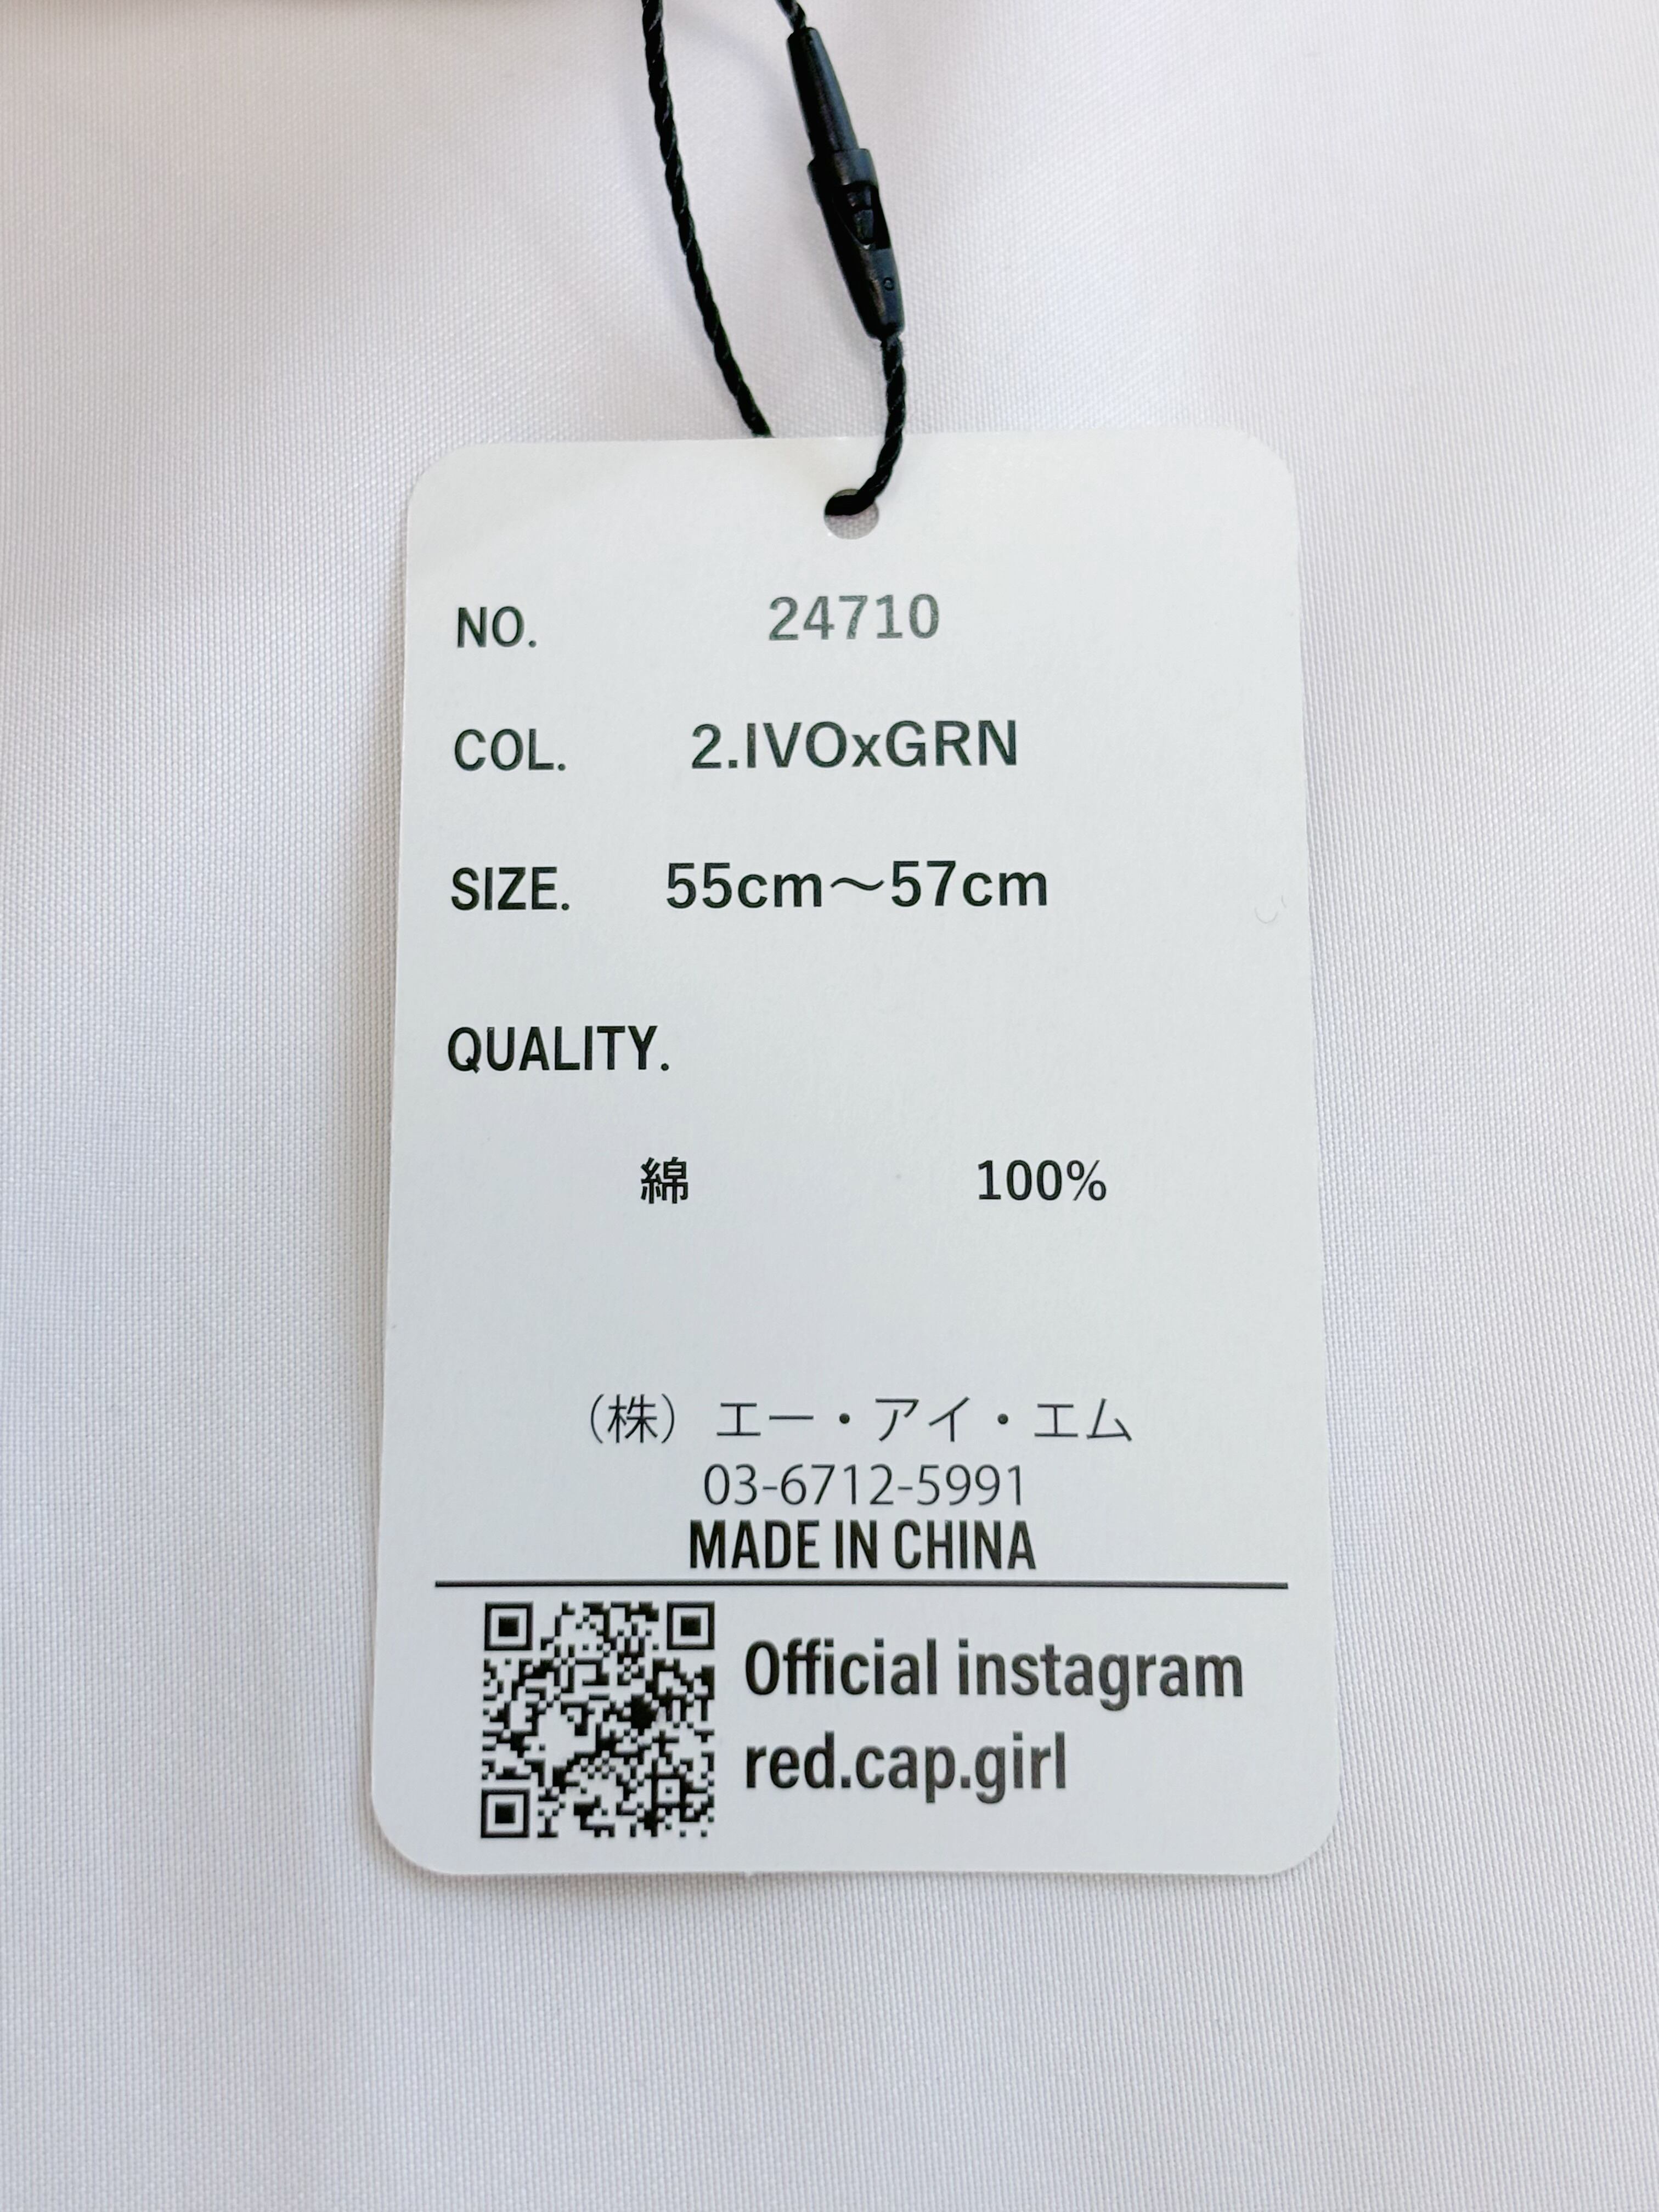 NO. 24710
COL. 2.IVOxGRN
SIZE. 55cm～57cm
QUALITY.
綿 100%
（株）エー・アイ・エム
03-6712-5991
MADE IN CHINA
Official instagram
red.cap.girl